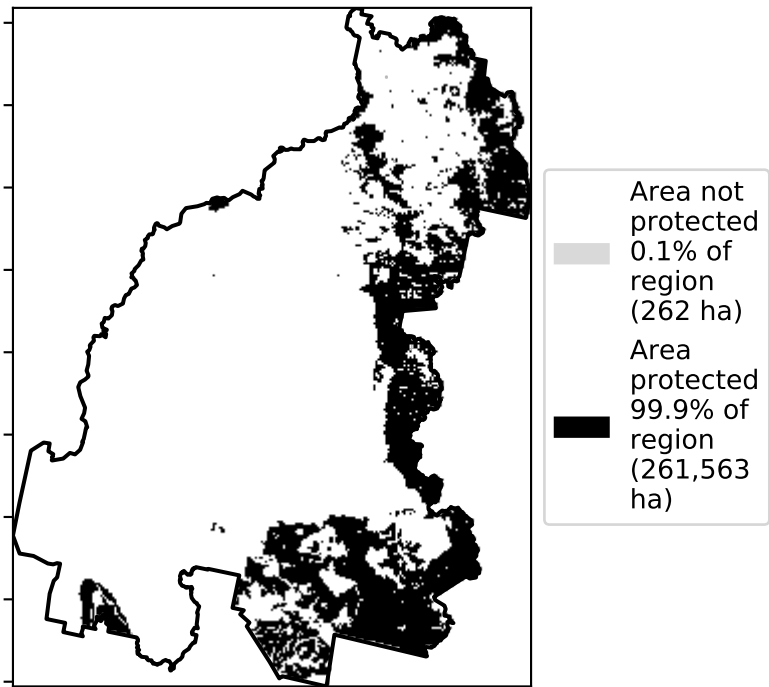 Area not
protected
0.1% of
region
(262 ha)
Area
protected
99.9% of
region
(261,563
ha)